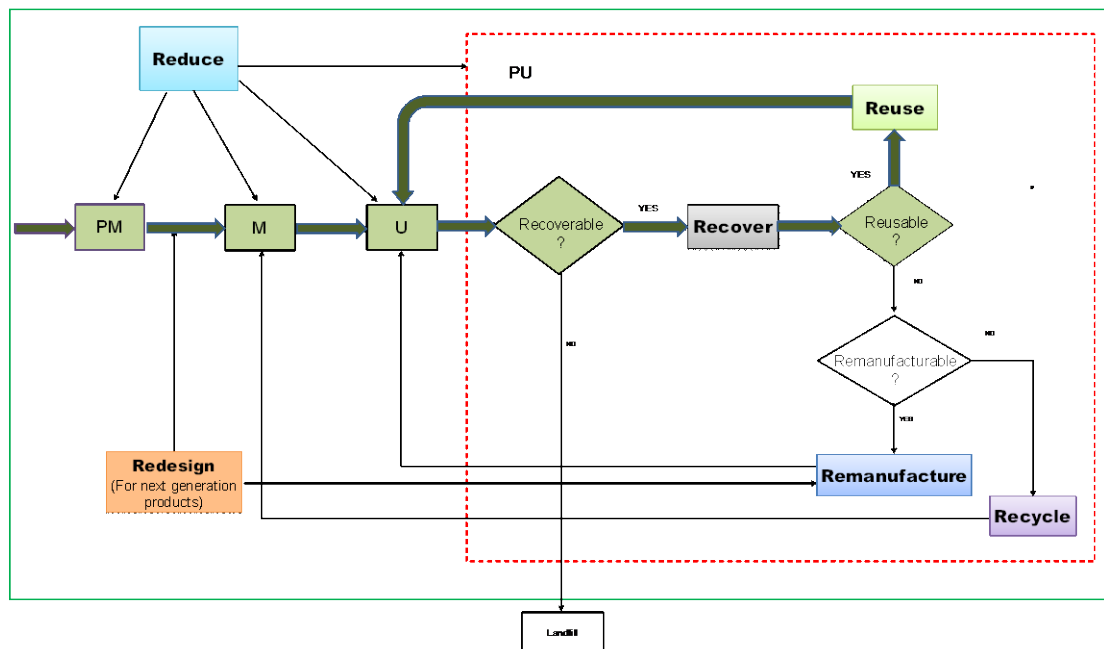 Reduce
PU
Reuse
YES
PM
M
U
Recoverable
?
YES
Recover
Reusable
?
NO
NO
Remanufacturable
?
NO
YES
Redesign
(For next generation
products)
Remanufacture
Recycle
Landfill